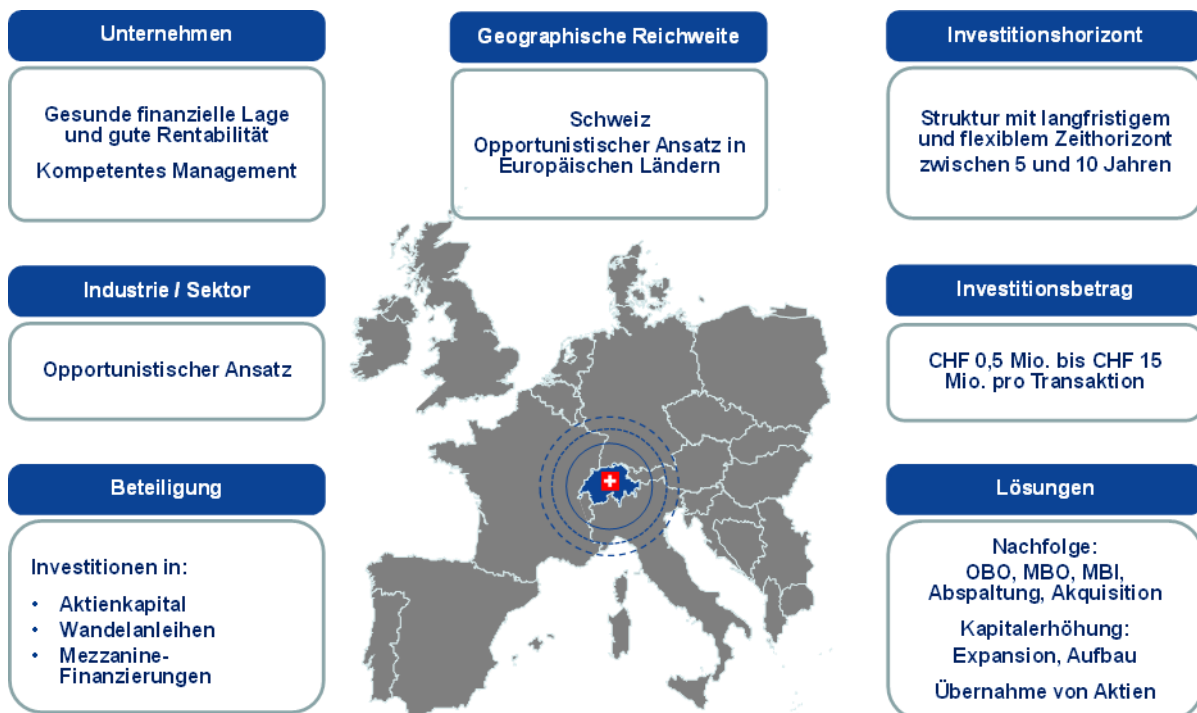 Unternehmen
Gesunde finanzielle Lage
und gute Rentabilität
Kompetentes Management
Geographische Reichweite
Schweiz
Opportunistischer Ansatz in
Europäischen Ländern
Investitionshorizont
Struktur mit langfristigem
und flexiblem Zeithorizont
zwischen 5 und 10 Jahren
Industrie / Sektor
Opportunistischer Ansatz
Investitionsbetrag
CHF 0,5 Mio. bis CHF 15
Mio. pro Transaktion
Beteiligung
Investitionen in:
• Aktienkapital
• Wandelanleihen
• Mezzanine-
Finanzierungen
Lösungen
Nachfolge:
OBO, MBO, MBI,
Abspaltung, Akquisition
Kapitalerhöhung:
Expansion, Aufbau
Übernahme von Aktien